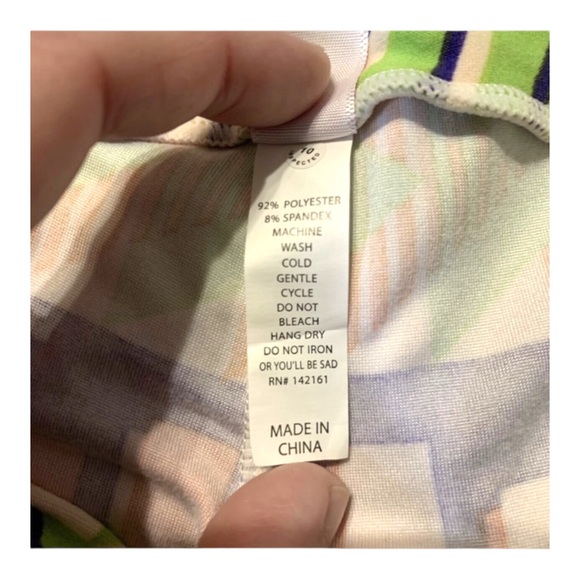 10
92% POLYESTER
8% SPANDEX
MACHINE
WASH
COLD
GENTLE
CYCLE
DO NOT
BLEACH
HANG DRY
DO NOT IRON
OR YOU'LL BE SAD
RN# 142161
MADE IN
CHINA